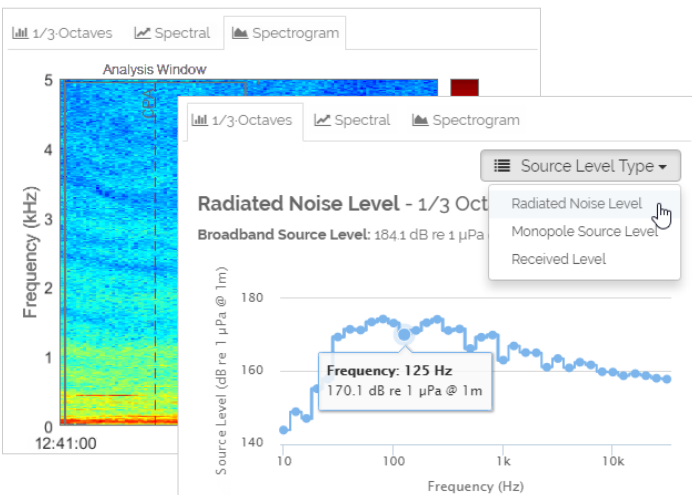 1/3-Octaves Spectral Spectrogram
Analysis Window
CPA
Frequency (kHz)
5
4
3
2
1
0
12:41:00
1/3-Octaves Spectral Spectrogram
Source Level Type
Radiated Noise Level
Monopole Source Level
Received Level
Radiated Noise Level - 1/3 Oct
Broadband Source Level: 184.1 dB re 1 µPa
Source Level (dB re 1 µPa @ 1m)
180
170
160
140
Frequency: 125 Hz
170.1 dB re 1 µPa @ 1m
10 100 1k 10k
Frequency (Hz)